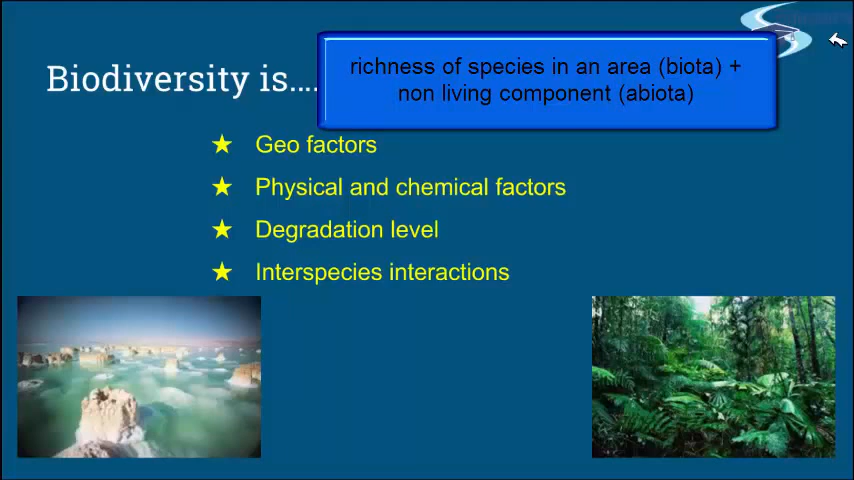 Biodiversity is....
richness of species in an area (biota) +
non living component (abiota)
★ Geo factors
★ Physical and chemical factors
★ Degradation level
★ Interspecies interactions